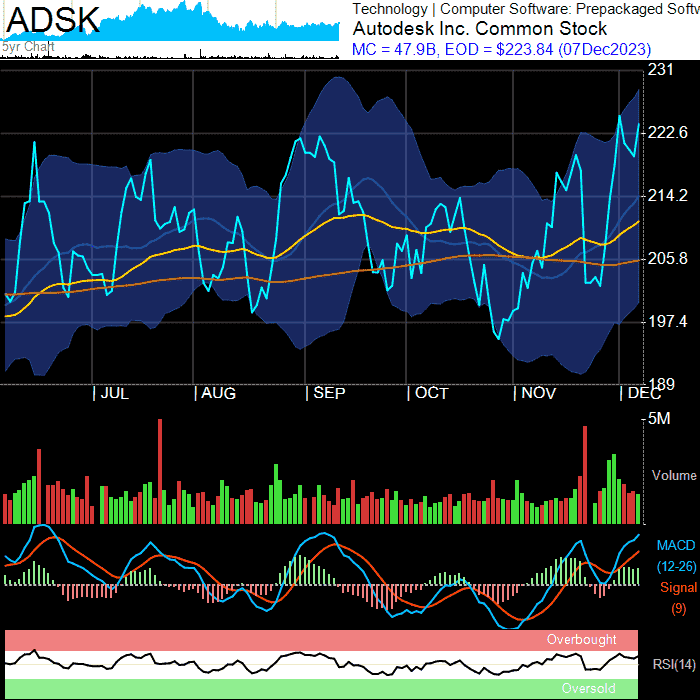 ADSK
5yr Chart
Technology | Computer Software: Prepackaged Softw
Autodesk Inc. Common Stock
MC = 47.9B, EOD = $223.84 (07Dec2023)
231
222.6
214.2
205.8
197.4
189
| JUL | AUG | SEP | OCT | NOV | DEC
5M
Volume
MACD
(12-26)
Signal
(9)
Overbought
RSI(14)
Oversold